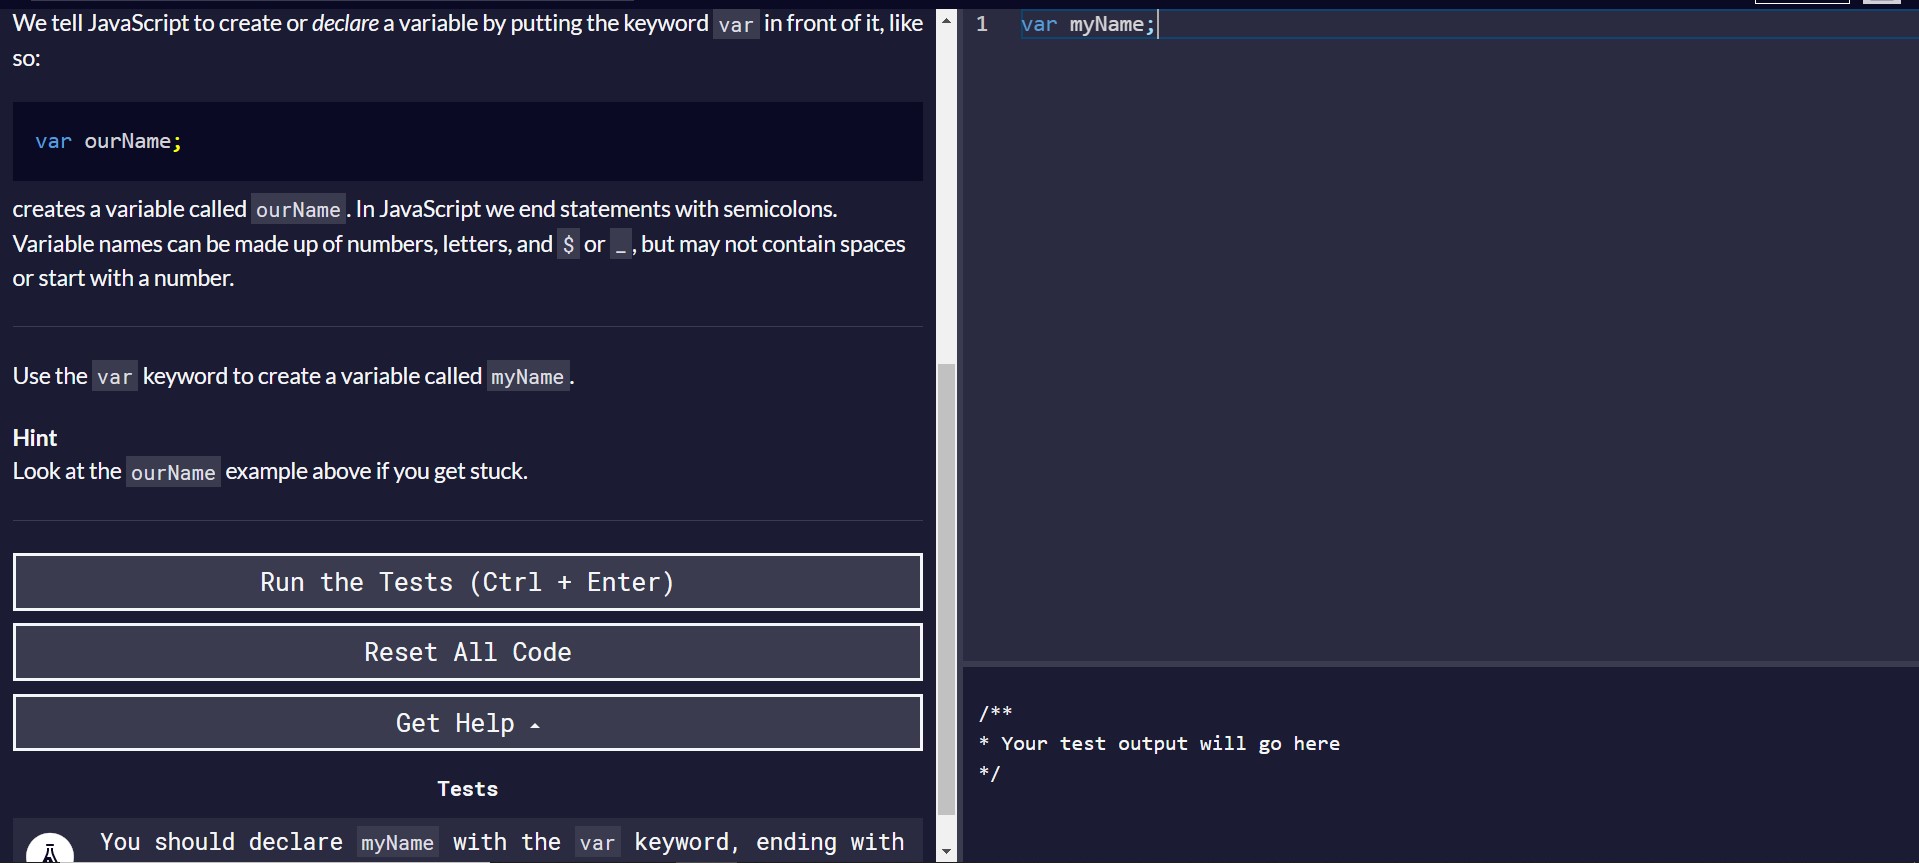 We tell JavaScript to create or declare a variable by putting the keyword var in front of it, like
so:
var ourName;
creates a variable called ourName. In JavaScript we end statements with semicolons.
Variable names can be made up of numbers, letters, and $ or _, but may not contain spaces
or start with a number.
Use the var keyword to create a variable called myName.
Hint
Look at the ourName example above if you get stuck.
Run the Tests (Ctrl + Enter)
Reset All Code
Get Help
Tests
You should declare myName with the var keyword, ending with
1 var myName;
/**
* Your test output will go here
*/